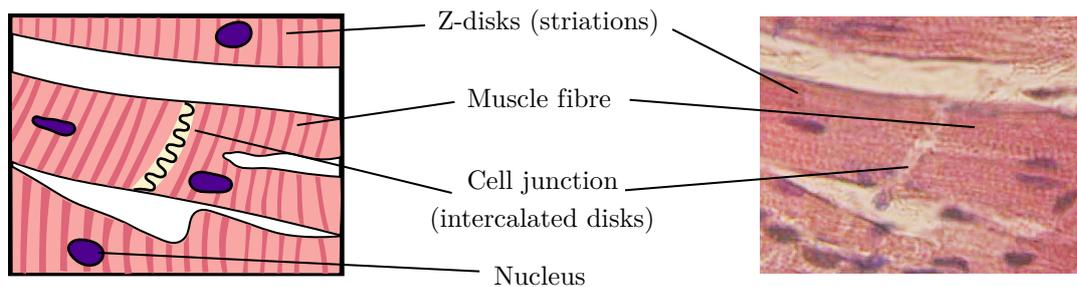 Z-disks (striations)
Muscle fibre
Cell junction
(intercalated disks)
Nucleus